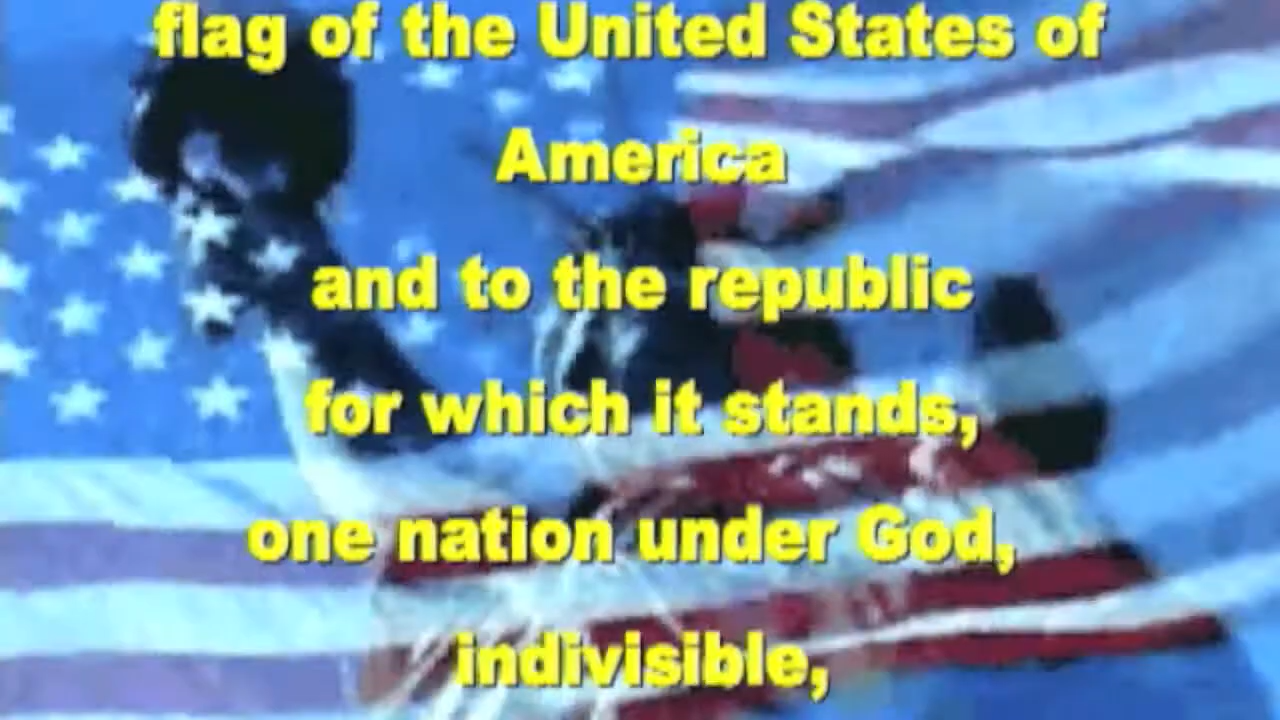 flag of the United States of
America
and to the republic
for which it stands,
one nation under God,
indivisible,